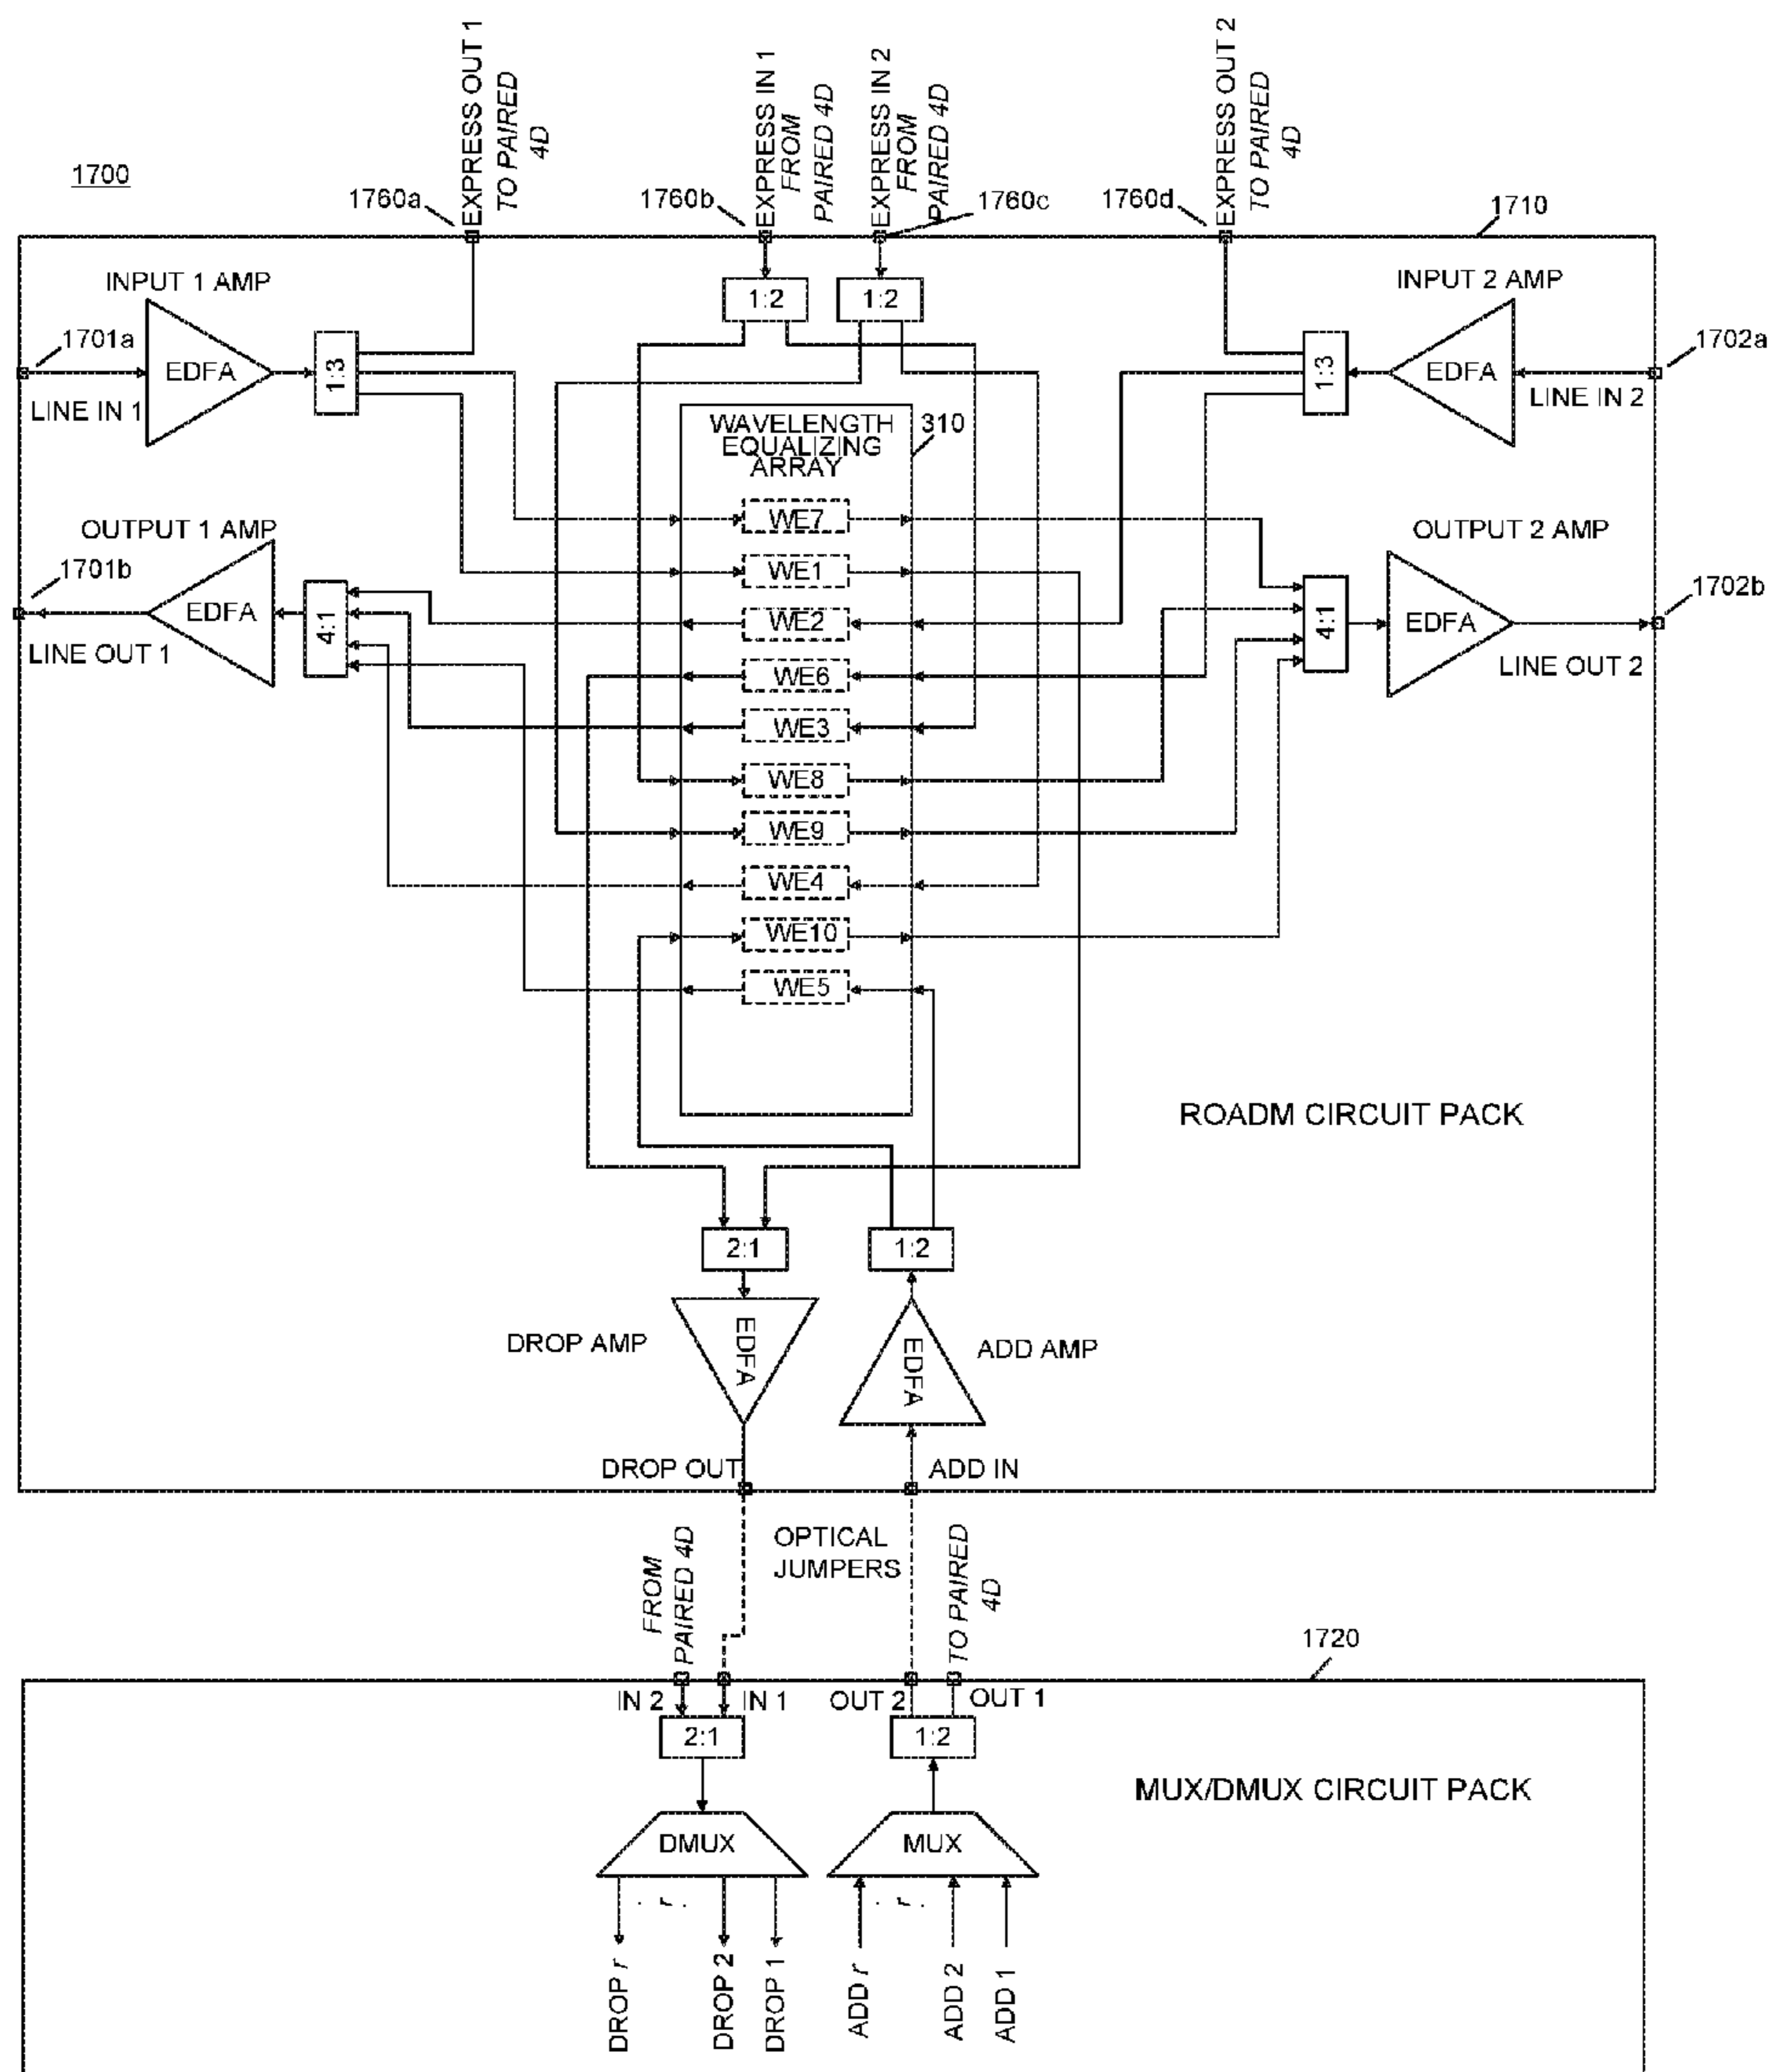 1700
EXPRESS OUT 1
TO PAIRED
4D
EXPRESS IN 1
FROM
PAIRED 4D
EXPRESS IN 2
FROM
PAIRED 4D
EXPRESS OUT 2
TO PAIRED
4D
1760a
1760b
1760c
1760d
1710
INPUT 1 AMP
1:2
1:2
INPUT 2 AMP
1701a
EDFA
1:3
1:3
EDFA
1702a
LINE IN 1
LINE IN 2
WAVELENGTH
EQUALIZING
ARRAY
310
WE7
OUTPUT 1 AMP
OUTPUT 2 AMP
WE1
1701b
EDFA
4:1
WE2
4:1
EDFA
1702b
LINE OUT 1
LINE OUT 2
WE6
WE3
WE8
WE9
WE4
WE10
WE5
ROADM CIRCUIT PACK
2:1
1:2
DROP AMP
EDFA
EDFA
ADD AMP
DROP OUT
ADD IN
OPTICAL
JUMPERS
FROM
PAIRED 4D
TO PAIRED
4D
1720
IN 2
IN 1
OUT 2
OUT 1
2:1
1:2
MUX/DMUX CIRCUIT PACK
DMUX
MUX
. r .
. r .
DROP r
DROP 2
DROP 1
ADD r
ADD 2
ADD 1